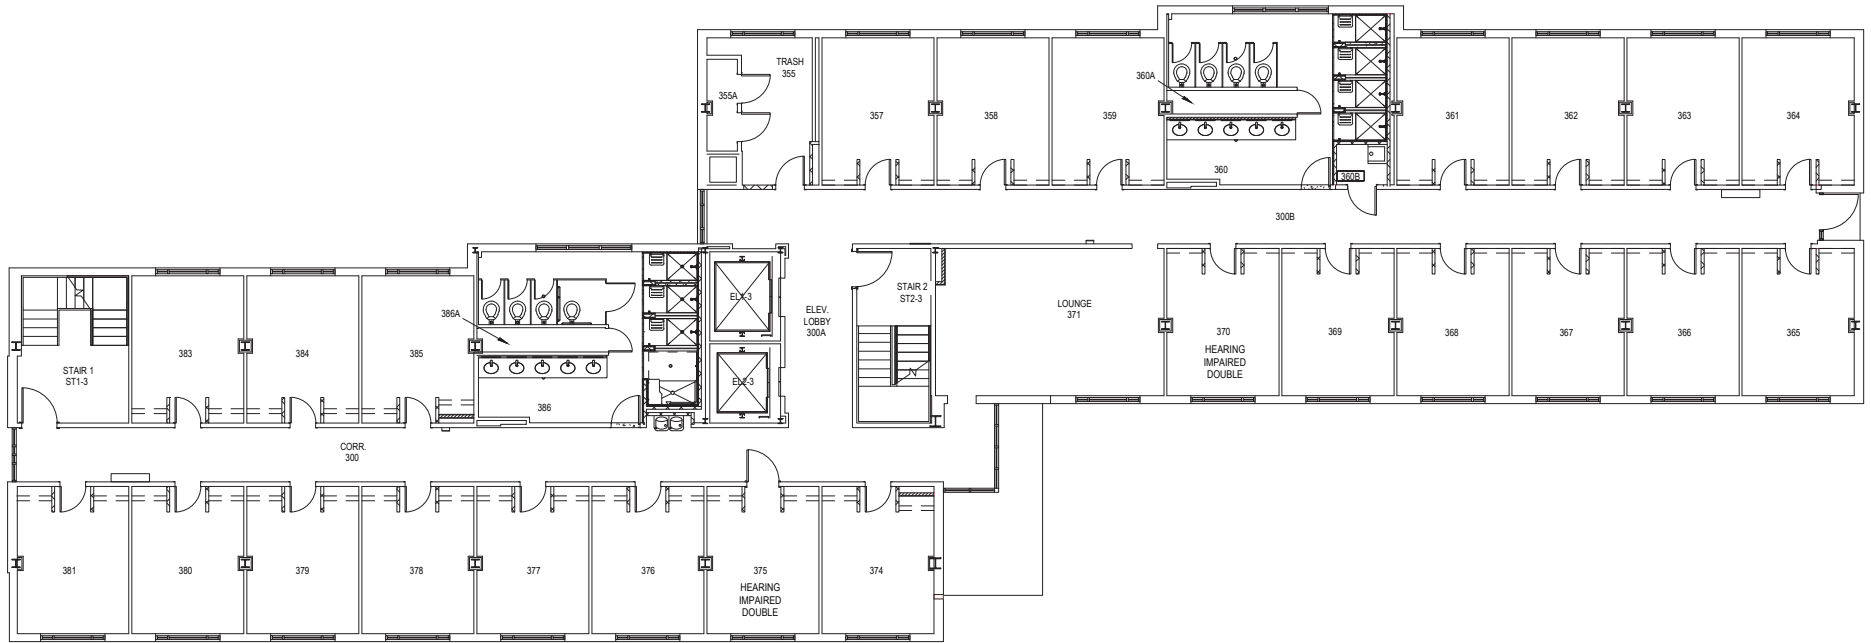 TRASH
355
355A
357
358
359
360A
360
360B
361
362
363
364
300B
EL1-3
EL2-3
ELEV.
LOBBY
300A
STAIR 2
ST2-3
LOUNGE
371
370
HEARING
IMPAIRED
DOUBLE
369
368
367
366
365
STAIR 1
ST1-3
383
384
385
386A
386
CORR.
300
381
380
379
378
377
376
375
HEARING
IMPAIRED
DOUBLE
374